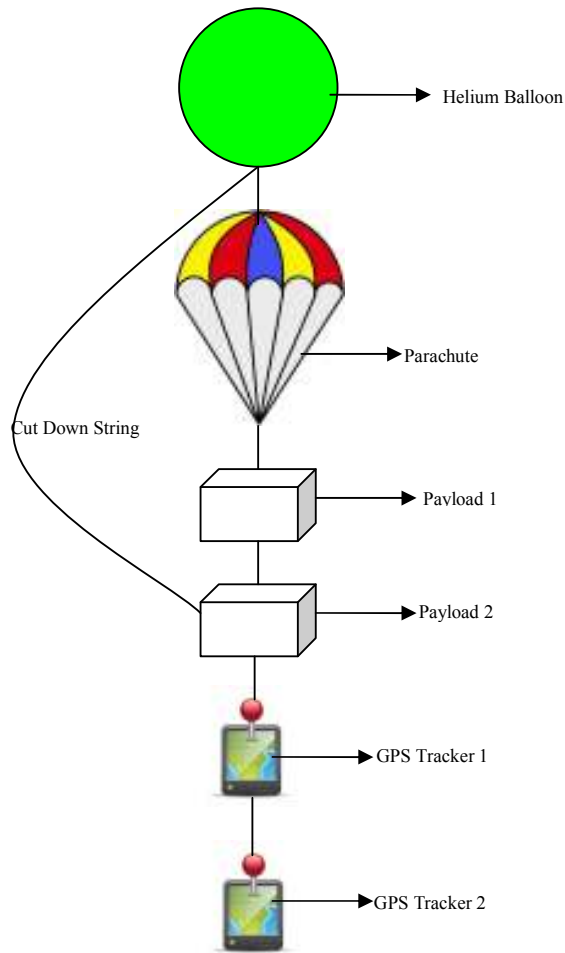 Helium Balloon
Parachute
Cut Down String
Payload 1
Payload 2
GPS Tracker 1
GPS Tracker 2